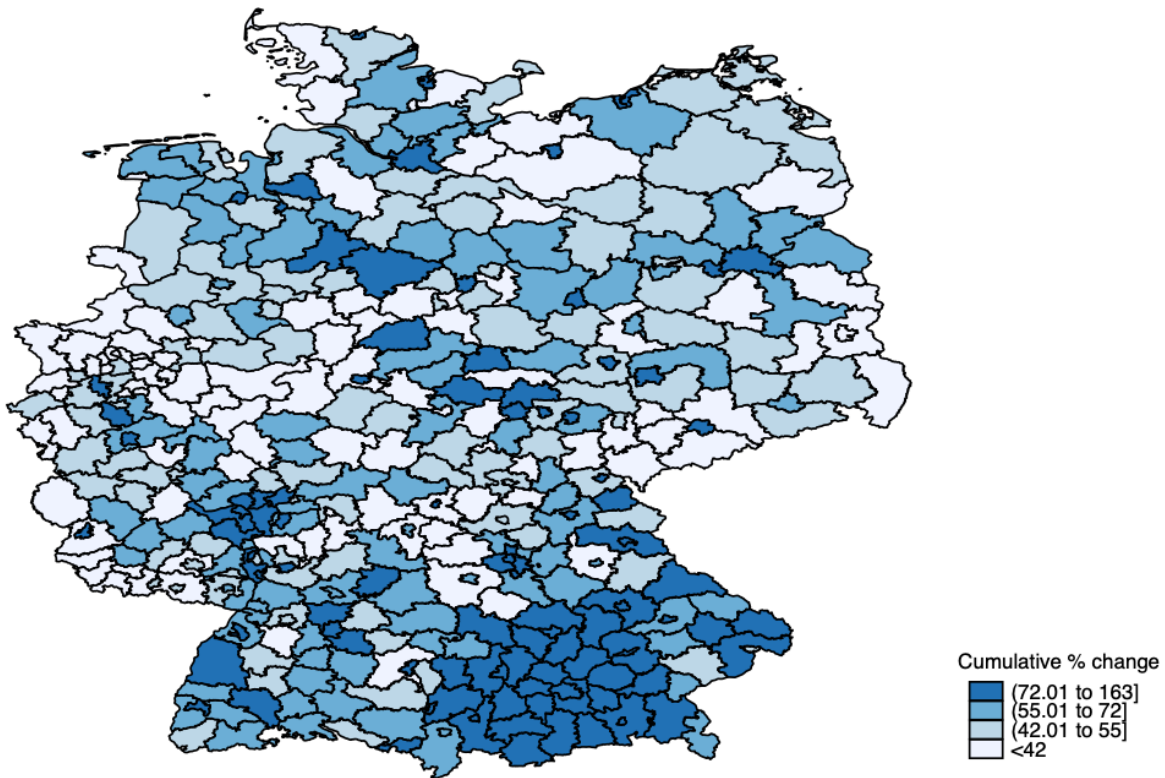 Cumulative % change
(72.01 to 163]
(55.01 to 72]
(42.01 to 55]
<42